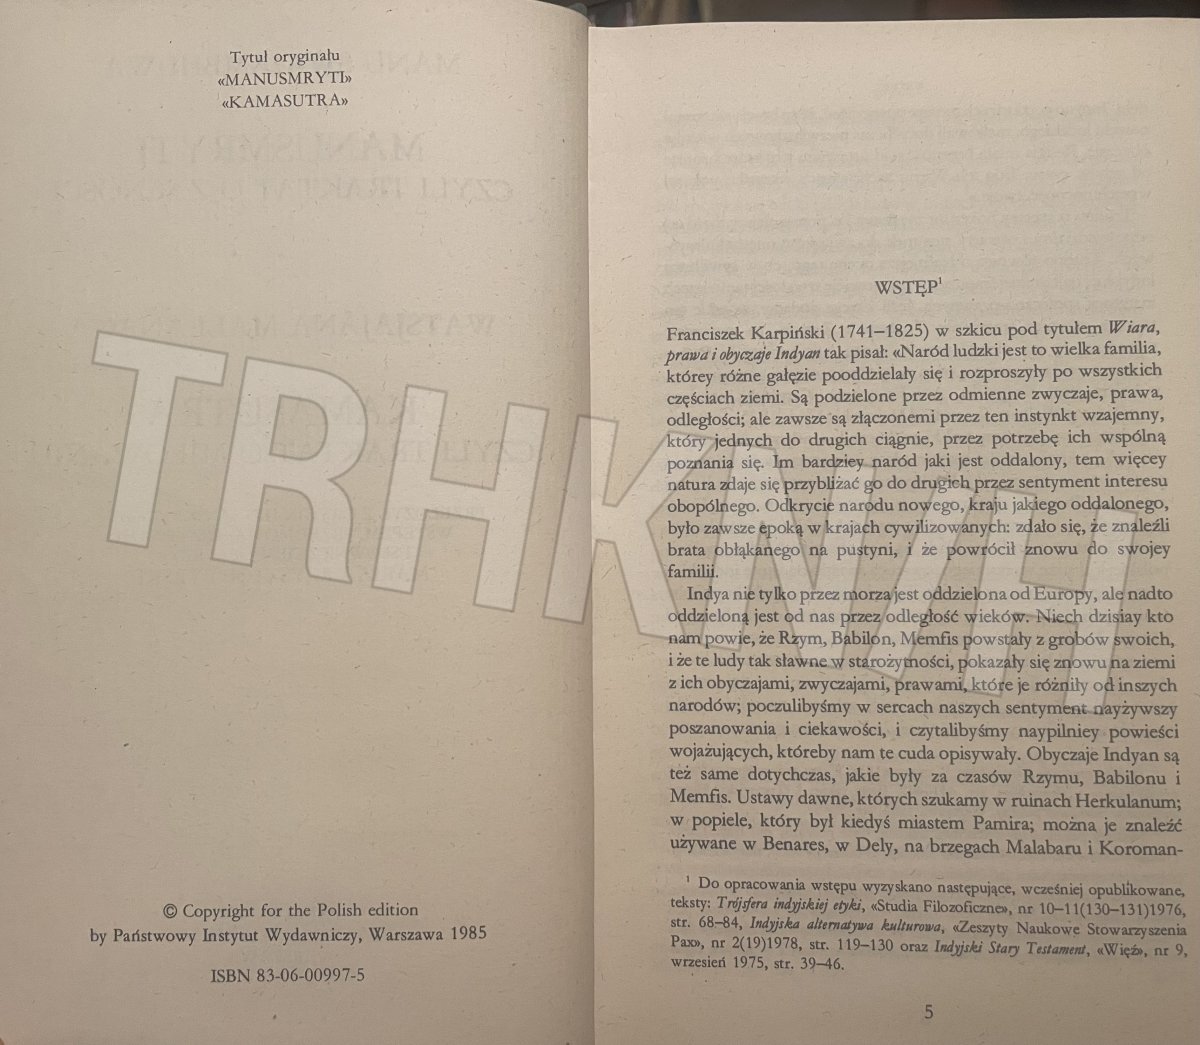 Tytuł oryginału
«MANUSMRYTI»
«KAMASUTRA»
© Copyright for the Polish edition
by Państwowy Instytut Wydawniczy, Warszawa 1985
ISBN 83-06-00997-5
WSTĘP¹
Franciszek Karpiński (1741–1825) w szkicu pod tytułem Wiara,
prawa i obyczaje Indyan tak pisał: «Naród ludzki jest to wielka familia,
którey różne gałęzie pooddzielały się i rozproszyły po wszystkich
częściach ziemi. Są podzielone przez odmienne zwyczaje, prawa,
odległości; ale zawsze są złączonemi przez ten instynkt wzajemny,
który jednych do drugich ciągnie, przez potrzebę ich wspólną
poznania się. Im bardziey naród jaki jest oddalony, tem więcey
natura zdaje się przybliżać go do drugich przez sentyment interesu
obopólnego. Odkrycie narodu nowego, kraju jakiego oddalonego,
było zawsze epoką w krajach cywilizowanych: zdało się, że znaleźli
brata obłąkanego na pustyni, i że powrócił znowu do swojey
familii.
Indya nie tylko przez morza jest oddzielona od Europy, ale nadto
oddzieloną jest od nas przez odległość wieków. Niech dzisiay kto
nam powie, że Rzym, Babilon, Memfis powstały z grobów swoich,
i że te ludy tak sławne w starożytności, pokazały się znowu na ziemi
z ich obyczajami, zwyczajami, prawami, które je różniły od inszych
narodów; poczulibyśmy w sercach naszych sentyment nayżywszy
poszanowania i ciekawości, i czytalibyśmy naypilniey powieści
wojażujących, któreby nam te cuda opisywały. Obyczaje Indyan są
też same dotychczas, jakie były za czasów Rzymu, Babilonu i
Memfis. Ustawy dawne, których szukamy w ruinach Herkulanum;
w popiele, który był kiedyś miastem Pamira; można je znaleźć
używane w Benares, w Dely, na brzegach Malabaru i Koroman-
¹ Do opracowania wstępu wyzyskano następujące, wcześniej opublikowane,
teksty: Trójsfera indyjskiej etyki, «Studia Filozoficzne», nr 10–11(130–131)1976,
str. 68–84, Indyjska alternatywa kulturowa, «Zeszyty Naukowe Stowarzyszenia
Pax», nr 2(19)1978, str. 119–130 oraz Indyjski Stary Testament, «Więź», nr 9,
wrzesień 1975, str. 39–46.
5